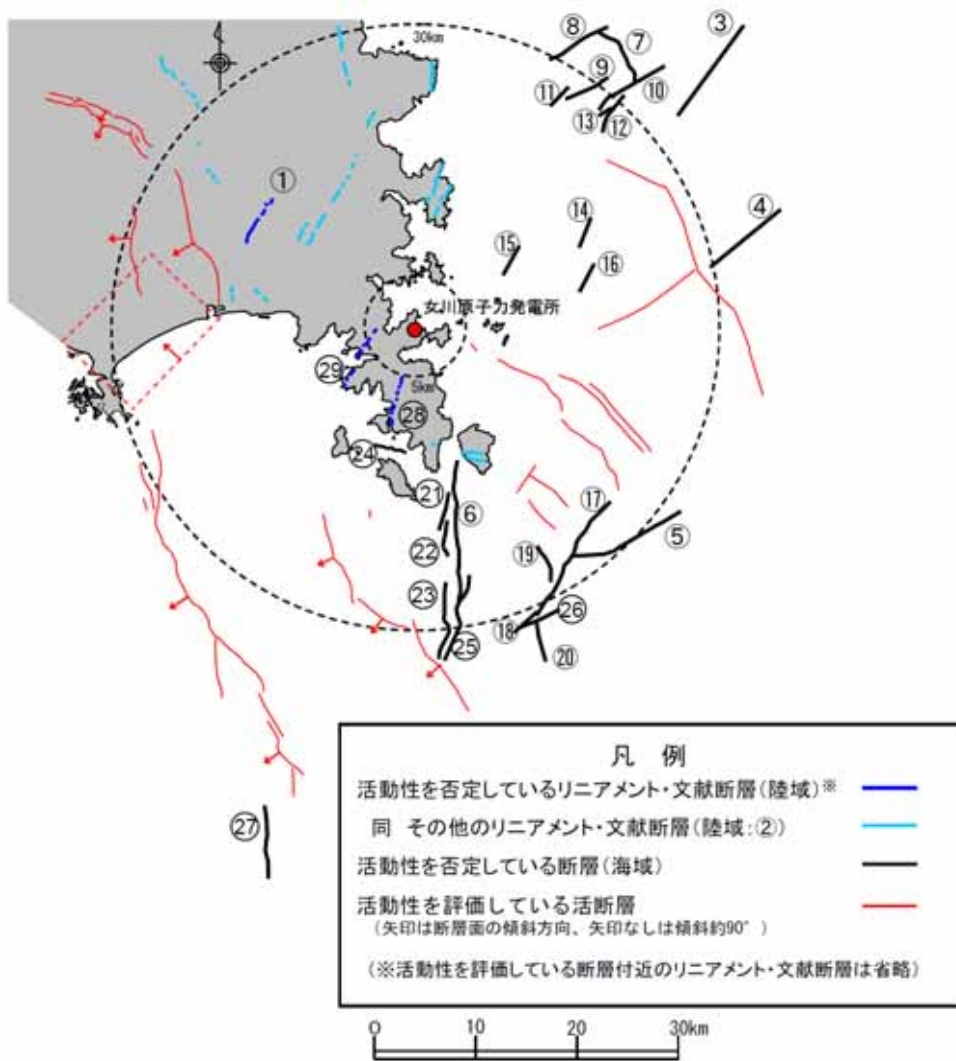 ⑧
③
30km
⑦
⑨
⑪
⑩
⑬
⑫
①
⑭
④
⑮
⑯
女川原子力発電所
㉙
5km
㉘
㉔
㉑
⑥
⑰
⑤
㉒
⑲
㉓
㉖
⑱
㉕
⑳
㉗
凡 例
活動性を否定しているリニアメント・文献断層(陸域)※
同 その他のリニアメント・文献断層(陸域:②)
活動性を否定している断層(海域)
活動性を評価している活断層
(矢印は断層面の傾斜方向、矢印なしは傾斜約90°)
(※活動性を評価している断層付近のリニアメント・文献断層は省略)
0 10 20 30km